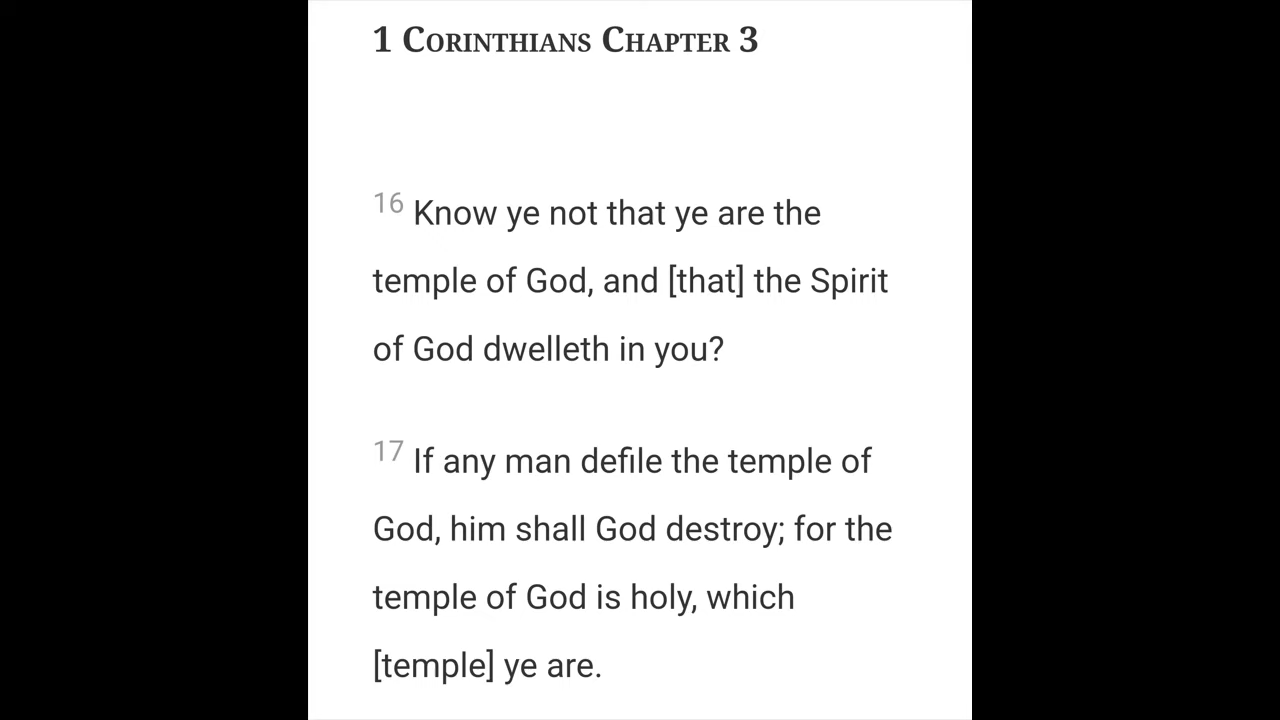 1 Corinthians Chapter 3
16 Know ye not that ye are the
temple of God, and [that] the Spirit
of God dwelleth in you?
17 If any man defile the temple of
God, him shall God destroy; for the
temple of God is holy, which
[temple] ye are.